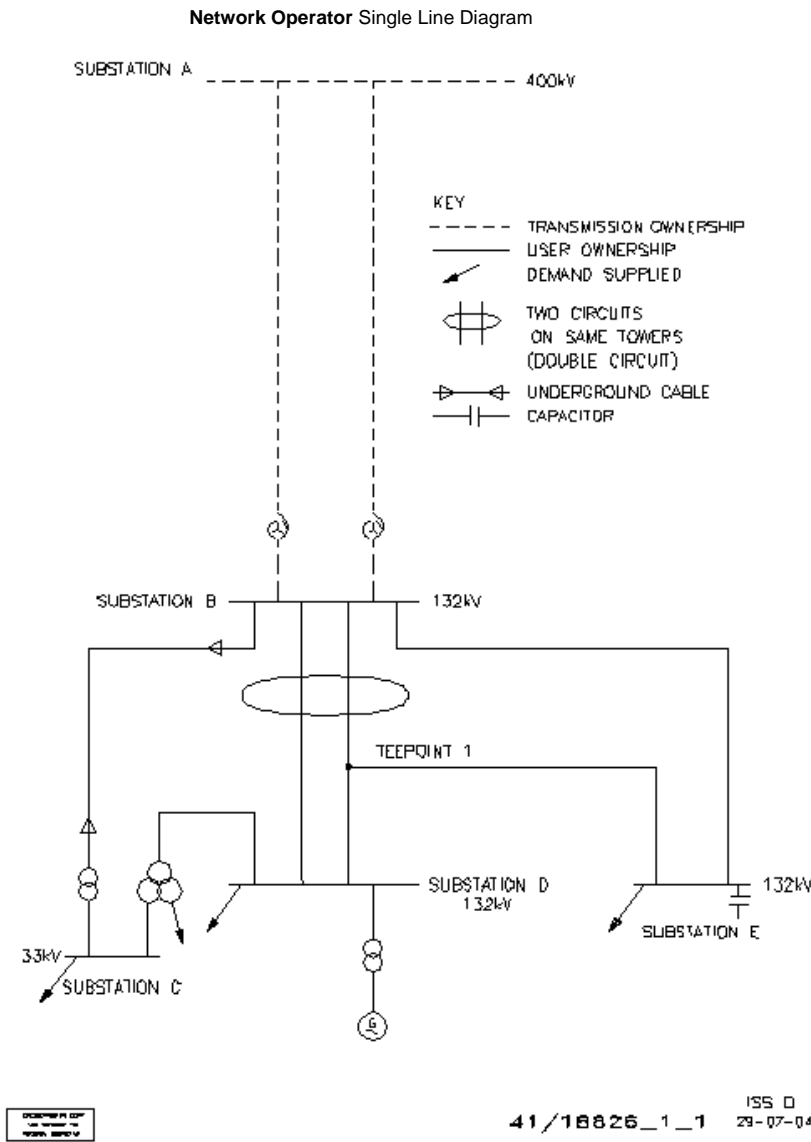 Network Operator Single Line Diagram
SUBSTATION A
400kV
KEY
TRANSMISSION OWNERSHIP
USER OWNERSHIP
DEMAND SUPPLIED
TWO CIRCUITS
ON SAME TOWERS
(DOUBLE CIRCUIT)
UNDERGROUND CABLE
CAPACITOR
SUBSTATION B
132kV
TEEPOINT 1
SUBSTATION D
132kV
132kV
SUBSTATION E
33kV
SUBSTATION C
G
41/18826_1_1
ISS D
29-07-04